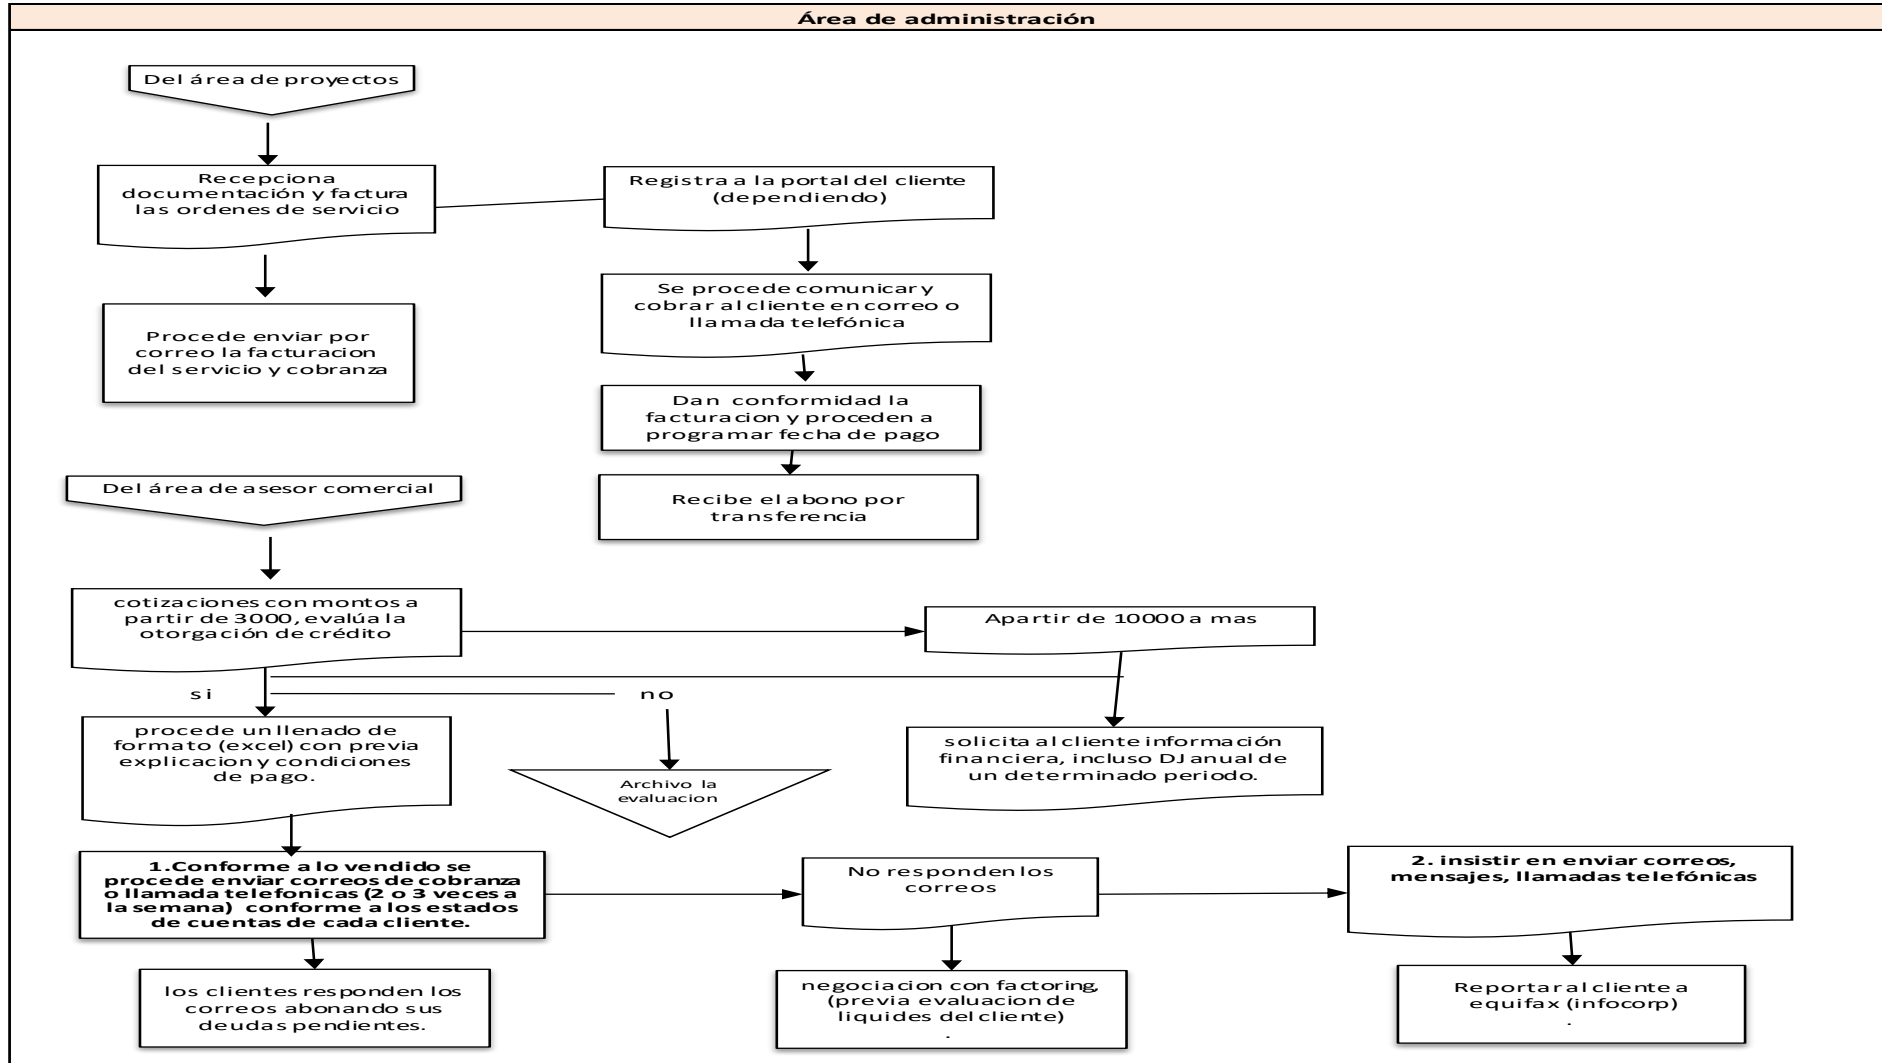 Área de administración
Del área de proyectos
Recepciona
documentación y factura
las ordenes de servicio
Registra a la portal del cliente
(dependiendo)
Se procede comunicar y
cobrar al cliente en correo o
llamada telefónica
Procede enviar por
correo la facturacion
del servicio y cobranza
Dan conformidad la
facturacion y proceden a
programar fecha de pago
Recibe el abono por
transferencia
Del área de asesor comercial
cotizaciones con montos a
partir de 3000, evalúa la
otorgación de crédito
Apartir de 10000 a mas
si
no
procede un llenado de
formato (excel) con previa
explicacion y condiciones
de pago.
Archivo la
evaluacion
solicita al cliente información
financiera, incluso DJ anual de
un determinado periodo.
1.Conforme a lo vendido se
procede enviar correos de cobranza
o llamada telefonicas (2 o 3 veces a
la semana) conforme a los estados
de cuentas de cada cliente.
No responden los
correos
2. insistir en enviar correos,
mensajes, llamadas telefónicas
los clientes responden los
correos abonando sus
deudas pendientes.
negociacion con factoring,
(previa evaluacion de
liquides del cliente)
.
Reportar al cliente a
equifax (infocorp)
.